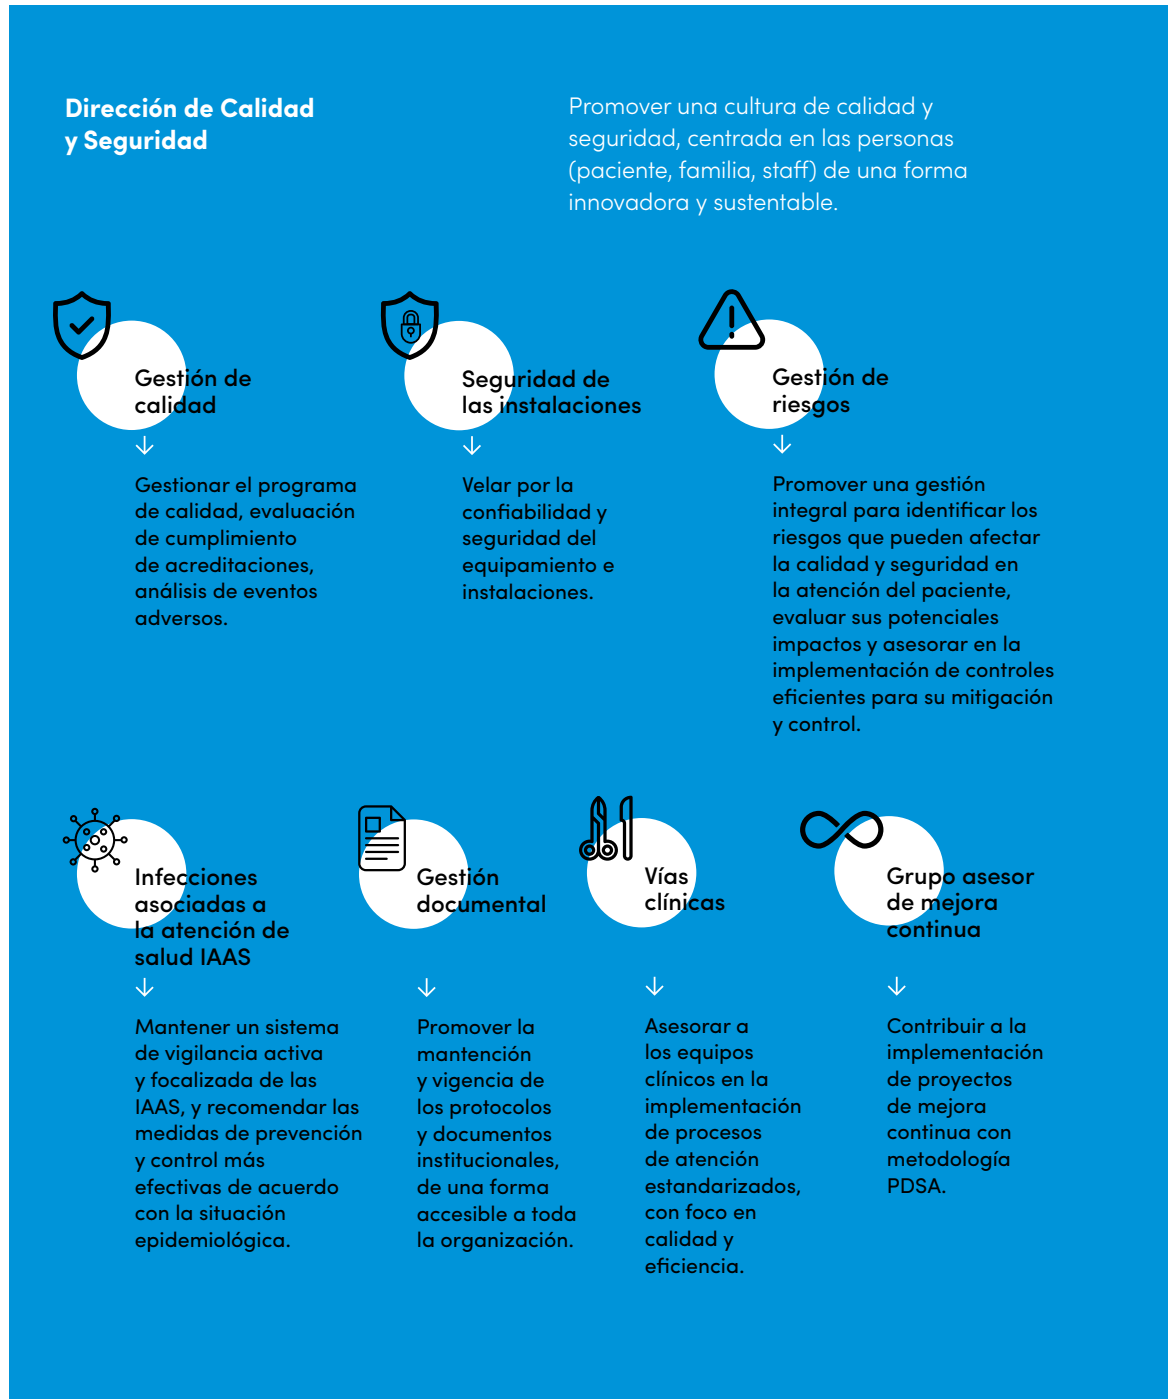 Dirección de Calidad
y Seguridad
Promover una cultura de calidad y
seguridad, centrada en las personas
(paciente, familia, staff) de una forma
innovadora y sustentable.
Gestión de
calidad
Gestionar el programa
de calidad, evaluación
de cumplimiento
de acreditaciones,
análisis de eventos
adversos.
Seguridad de
las instalaciones
Velar por la
confiabilidad y
seguridad del
equipamiento e
instalaciones.
Gestión de
riesgos
Promover una gestión
integral para identificar los
riesgos que pueden afectar
la calidad y seguridad en
la atención del paciente,
evaluar sus potenciales
impactos y asesorar en la
implementación de controles
eficientes para su mitigación
y control.
Infecciones
asociadas a
la atención de
salud IAAS
Mantener un sistema
de vigilancia activa
y focalizada de las
IAAS, y recomendar las
medidas de prevención
y control más
efectivas de acuerdo
con la situación
epidemiológica.
Gestión
documental
Promover la
mantención
y vigencia de
los protocolos
y documentos
institucionales,
de una forma
accesible a toda
la organización.
Vías
clínicas
Asesorar a
los equipos
clínicos en la
implementación
de procesos
de atención
estandarizados,
con foco en
calidad y
eficiencia.
Grupo asesor
de mejora
continua
Contribuir a la
implementación
de proyectos
de mejora
continua con
metodología
PDSA.